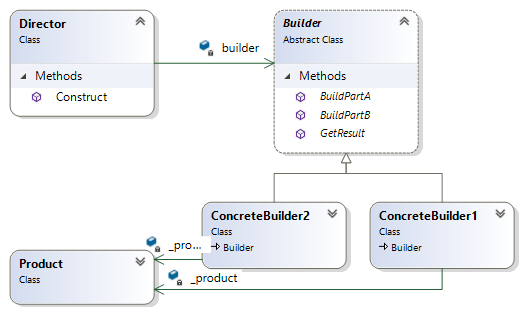 Director
Class
Methods
Construct
builder
Builder
Abstract Class
Methods
BuildPartA
BuildPartB
GetResult
ConcreteBuilder2
Class
Builder
ConcreteBuilder1
Class
Builder
_pro...
_product
Product
Class